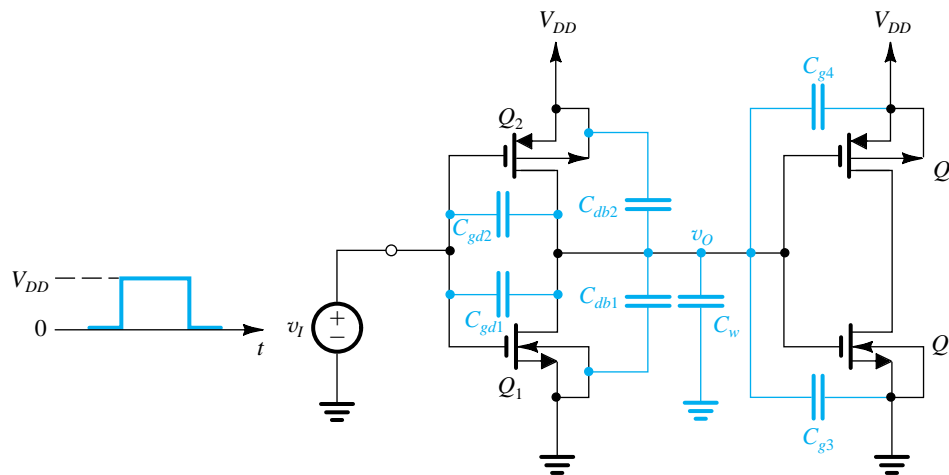 V_DD
V_DD
C_g4
Q_2
Q
C_db2
C_gd2
v_O
V_DD
0
t
v_I
+
−
C_gd1
C_db1
C_w
Q
Q_1
C_g3